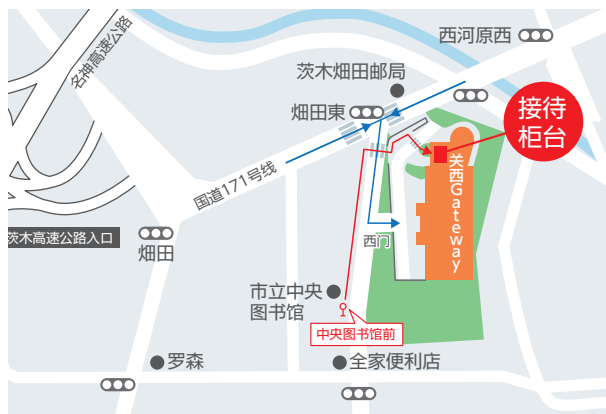 西河原西
名神高速公路
茨木畑田邮局
畑田東
接待
柜台
国道171号线
关西Gateway
茨木高速公路入口
畑田
西门
市立中央
图书馆
中央图书馆前
罗森
全家便利店